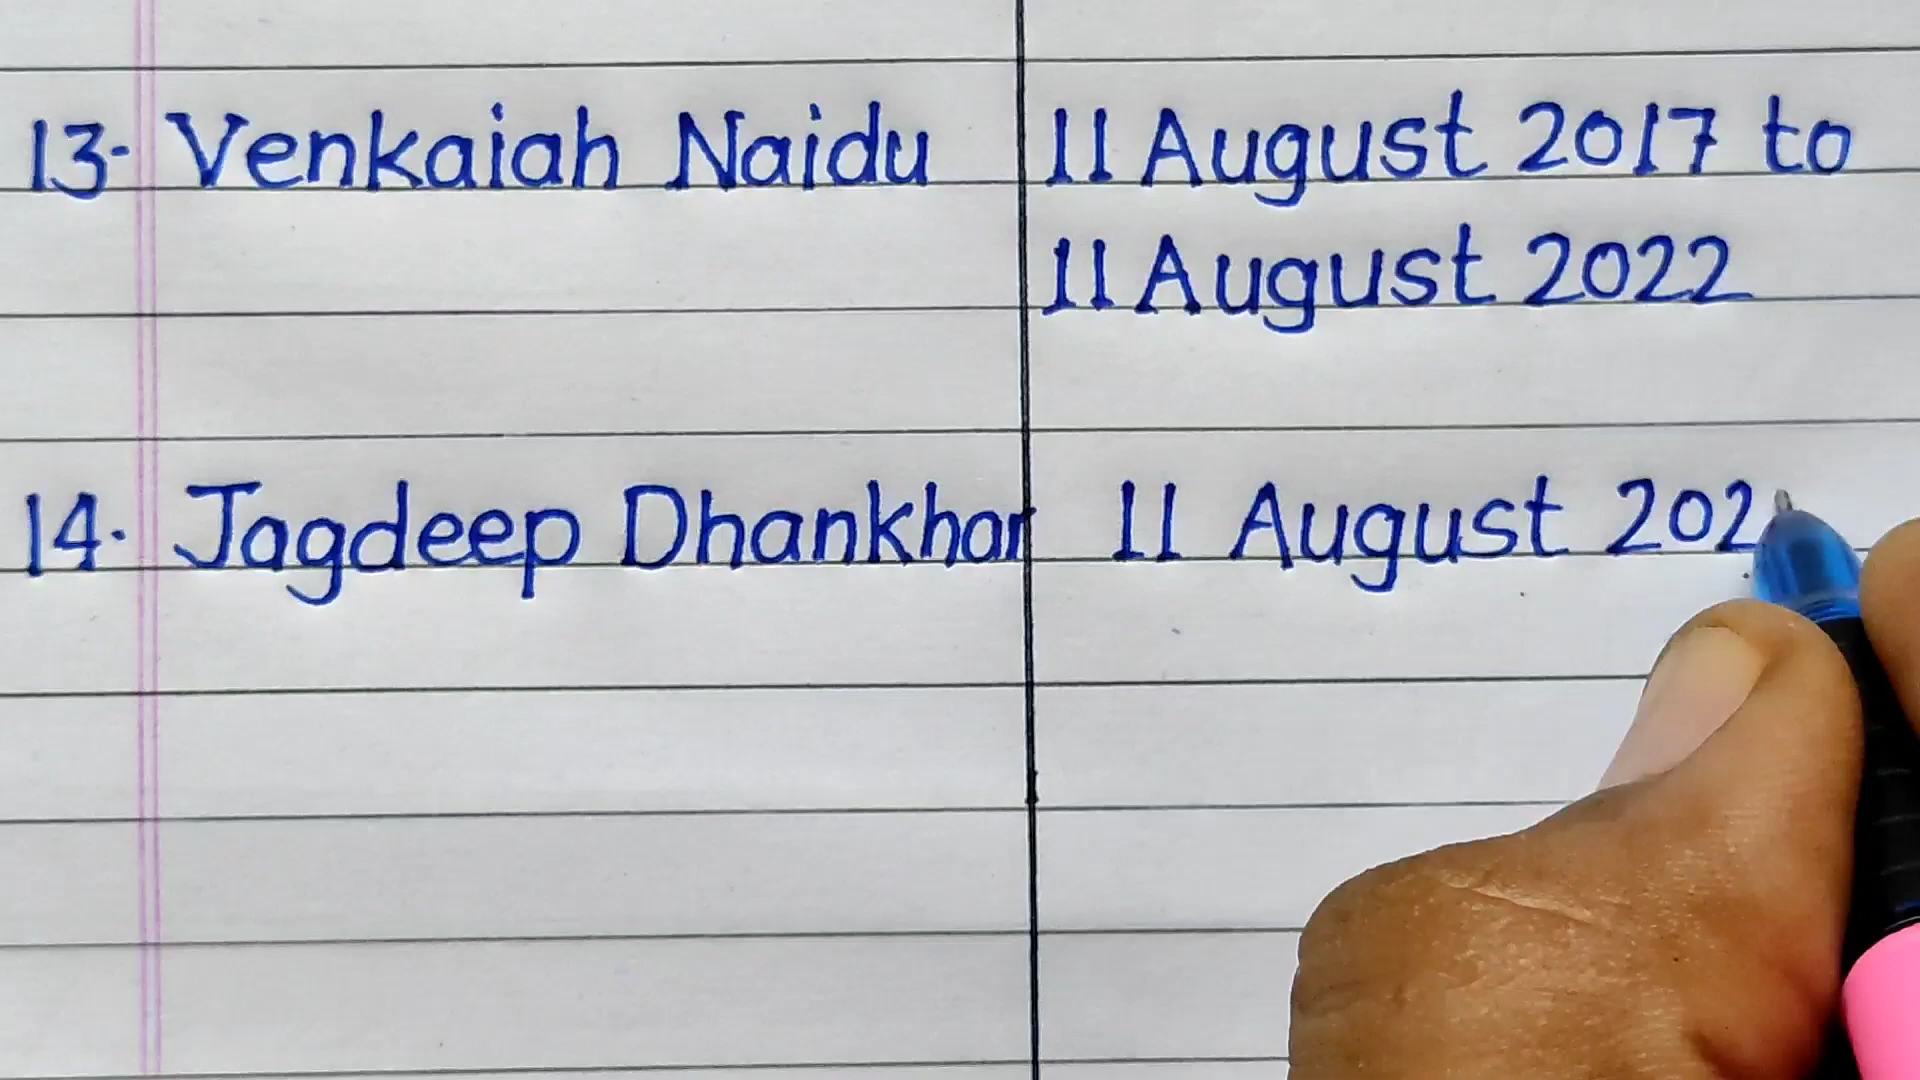 13. Venkaiah Naidu 11 August 2017 to
11 August 2022
14. Jagdeep Dhankhar 11 August 202